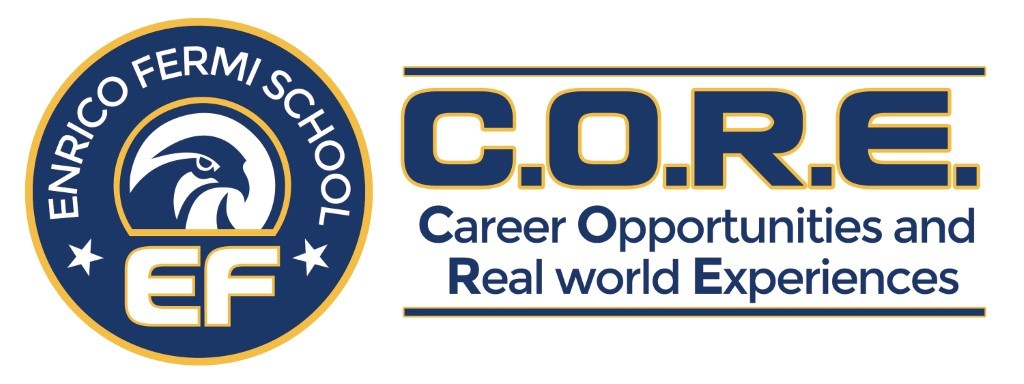 ENRICO FERMI SCHOOL
EF
C.O.R.E.
Career Opportunities and
Real world Experiences